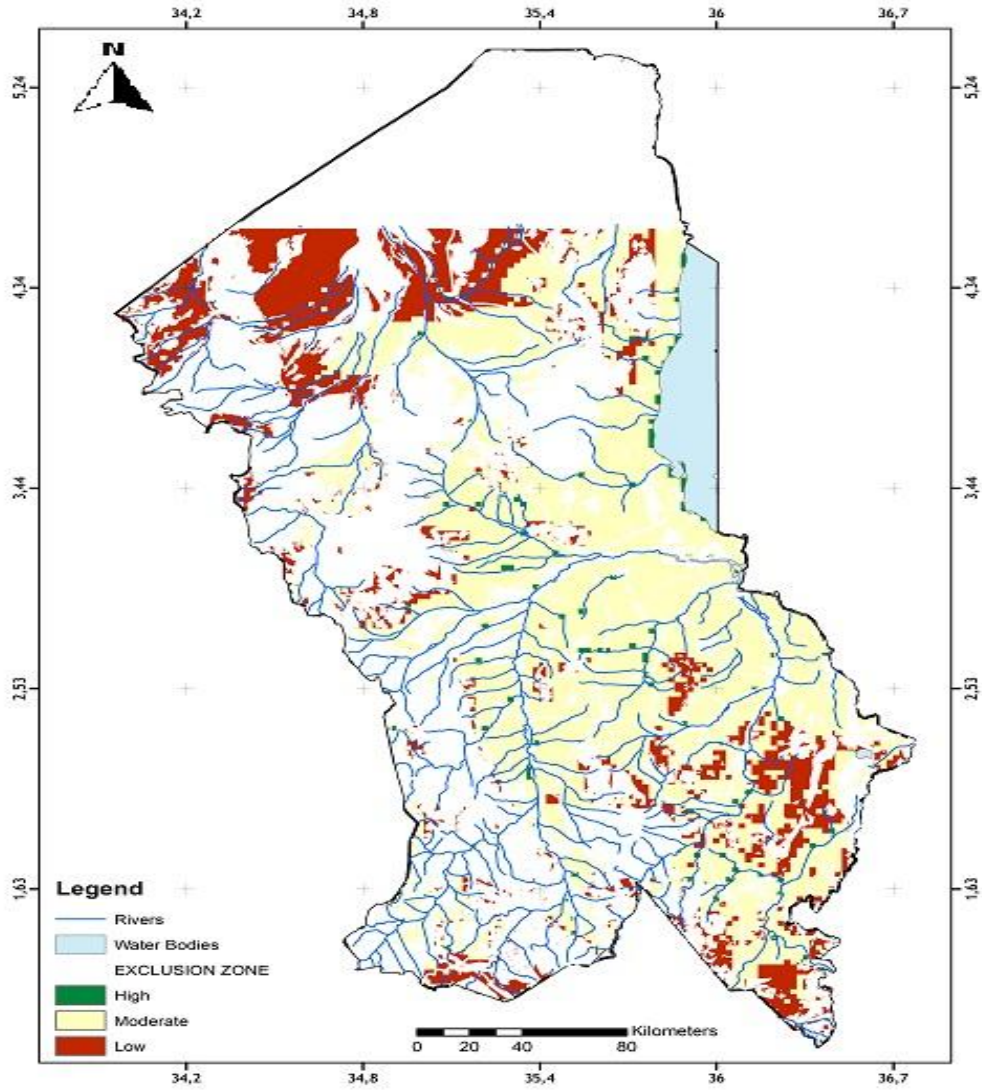 34,2 34,8 35,4 36 36,7
N
5,24 5,24
4,34 4,34
3,44 3,44
2,53 2,53
1,63 1,63
Legend
Rivers
Water Bodies
EXCLUSION ZONE
High
Moderate
Low
Kilometers
0 20 40 80
34,2 34,8 35,4 36 36,7